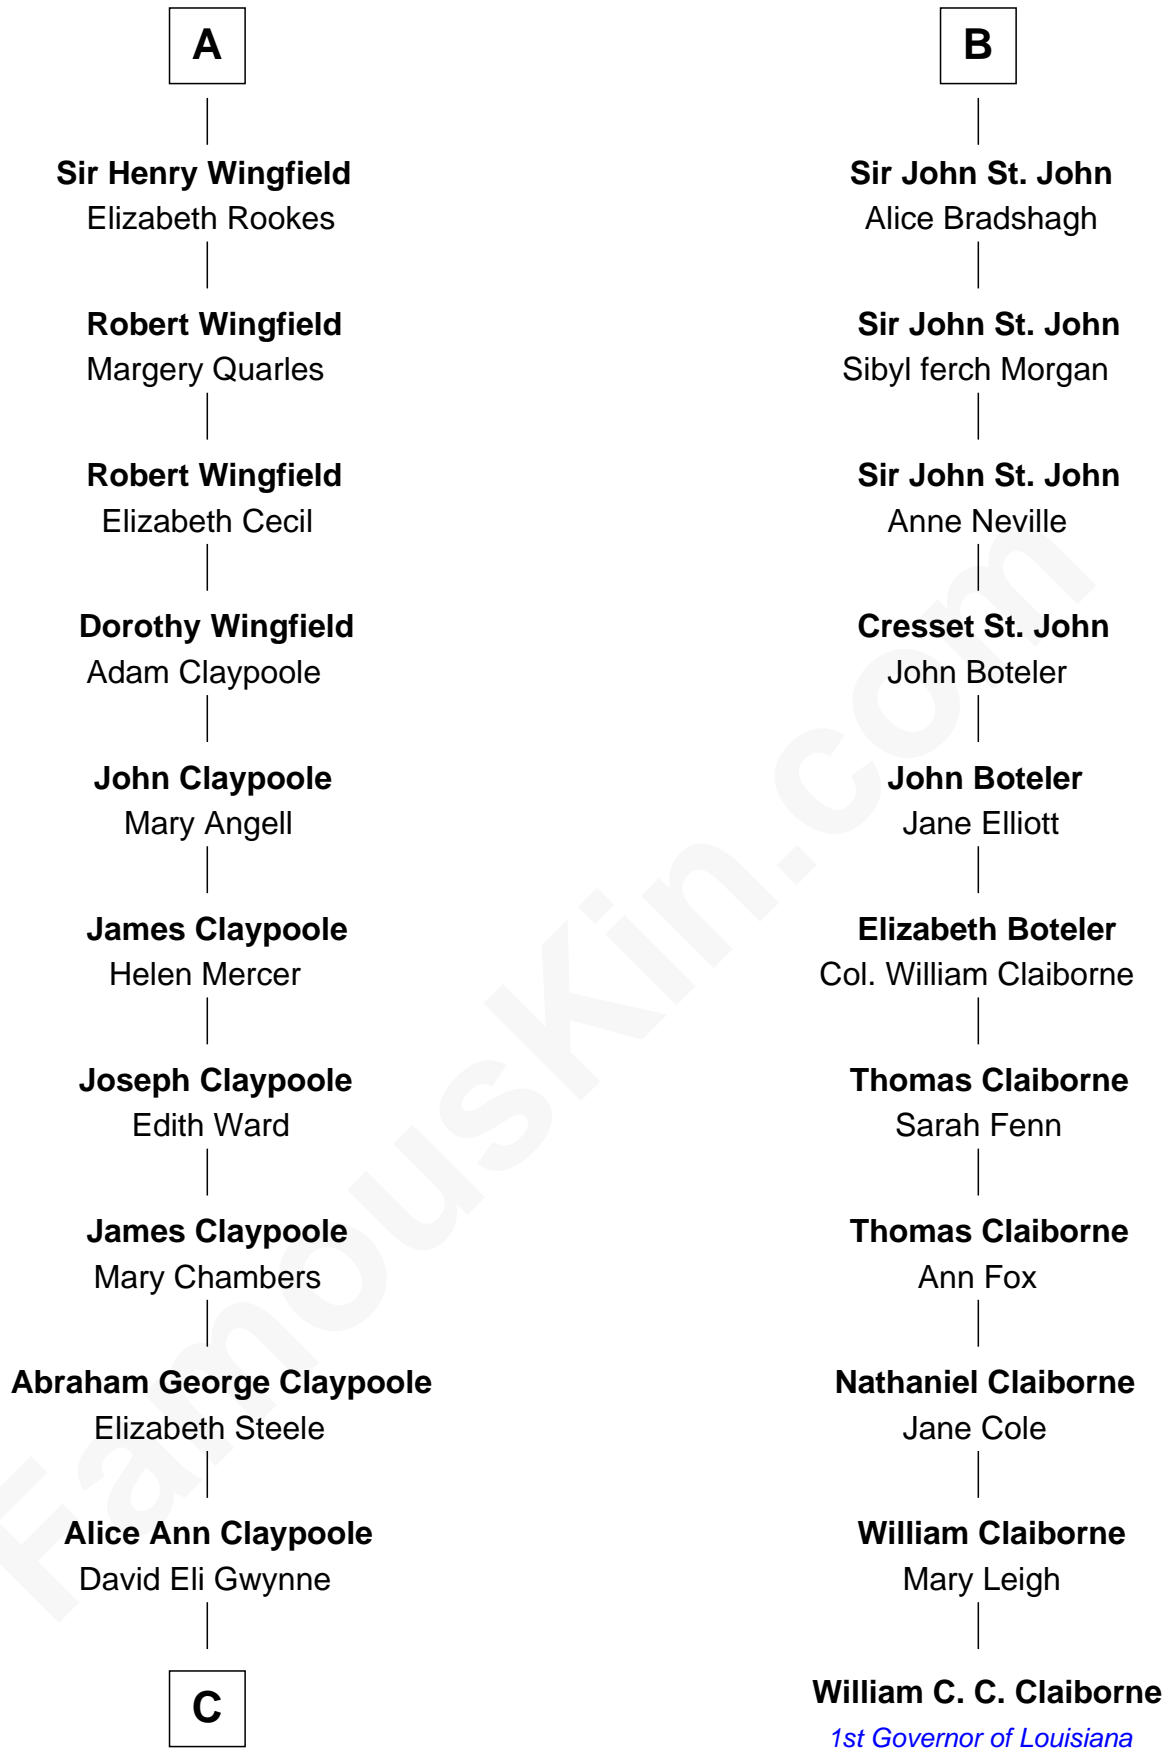 A
Sir Henry Wingfield
Elizabeth Rookes
Robert Wingfield
Margery Quarles
Robert Wingfield
Elizabeth Cecil
Dorothy Wingfield
Adam Claypoole
John Claypoole
Mary Angell
James Claypoole
Helen Mercer
Joseph Claypoole
Edith Ward
James Claypoole
Mary Chambers
Abraham George Claypoole
Elizabeth Steele
Alice Ann Claypoole
David Eli Gwynne
C
B
Sir John St. John
Alice Bradshagh
Sir John St. John
Sibyl ferch Morgan
Sir John St. John
Anne Neville
Cresset St. John
John Boteler
John Boteler
Jane Elliott
Elizabeth Boteler
Col. William Claiborne
Thomas Claiborne
Sarah Fenn
Thomas Claiborne
Ann Fox
Nathaniel Claiborne
Jane Cole
William Claiborne
Mary Leigh
William C. C. Claiborne
1st Governor of Louisiana
FamousKin.com